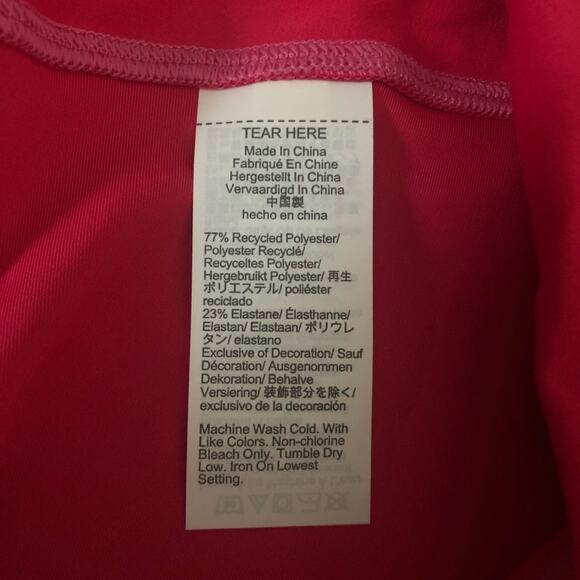 TEAR HERE
Made In China
Fabriqué En Chine
Hergestellt In China
Vervaardigd In China
中国製
hecho en china
77% Recycled Polyester/
Polyester Recyclé/
Recyceltes Polyester/
Hergebruikt Polyester/ 再生
ポリエステル/ poliéster
reciclado
23% Elastane/ Élasthanne/
Elastan/ Elastaan/ ポリウレ
タン/ elastano
Exclusive of Decoration/ Sauf
Décoration/ Ausgenommen
Dekoration/ Behalve
Versiering/ 装飾部分を除く/
exclusivo de la decoración
Machine Wash Cold. With
Like Colors. Non-chlorine
Bleach Only. Tumble Dry
Low. Iron On Lowest
Setting.